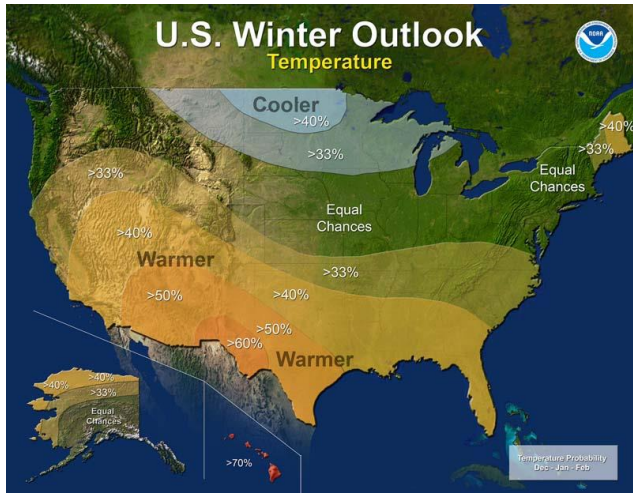 U.S. Winter Outlook
Temperature
NOAA
Cooler
>40%
>33%
>40%
>33%
Equal
Chances
>33%
Equal
Chances
>40%
Warmer
>33%
>50%
>40%
>50%
>60%
Warmer
>40%
>40%
>33%
Equal
Chances
>70%
Temperature Probability
Dec - Jan - Feb